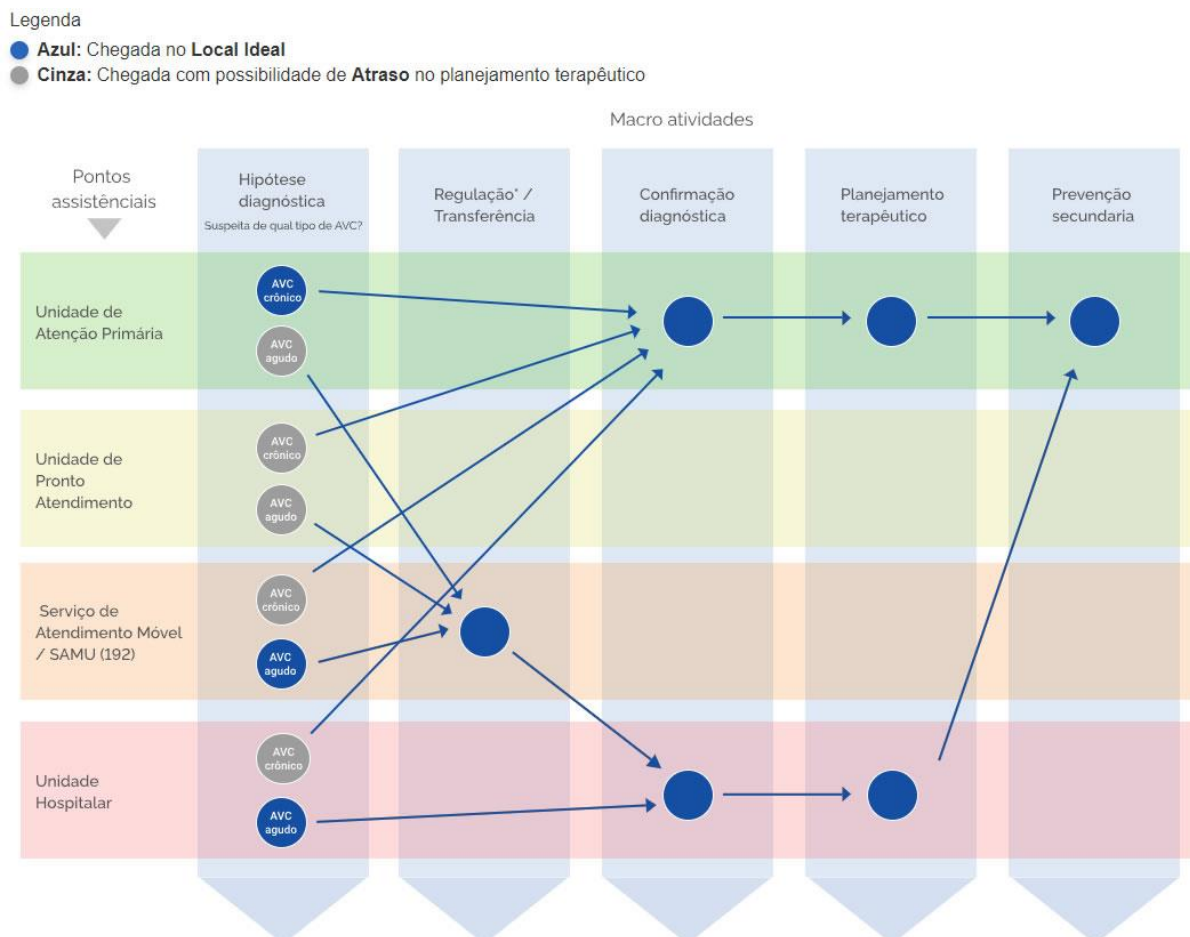 Legenda
Azul: Chegada no Local Ideal
Cinza: Chegada com possibilidade de Atraso no planejamento terapêutico
Macro atividades
Pontos
assistênciais
Hipótese
diagnóstica
Suspeita de qual tipo de AVC?
Regulação* /
Transferência
Confirmação
diagnóstica
Planejamento
terapêutico
Prevenção
secundaria
Unidade de
Atenção Primária
AVC
crônico
AVC
agudo
Unidade de
Pronto
Atendimento
AVC
crônico
AVC
agudo
Serviço de
Atendimento Móvel
/ SAMU (192)
AVC
crônico
AVC
agudo
Unidade
Hospitalar
AVC
crônico
AVC
agudo